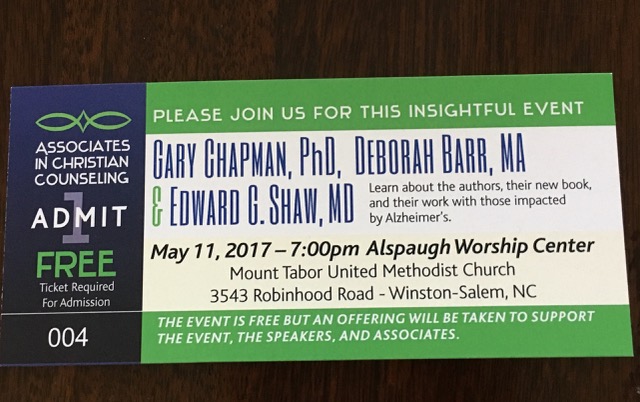 ASSOCIATES
IN CHRISTIAN
COUNSELING
1
ADMIT
FREE
Ticket Required
For Admission
004
PLEASE JOIN US FOR THIS INSIGHTFUL EVENT
GARY CHAPMAN, PhD, DEBORAH BARR, MA
& EDWARD G. SHAW, MD
Learn about the authors, their new book,
and their work with those impacted
by Alzheimer's.
May 11, 2017 – 7:00pm Alspaugh Worship Center
Mount Tabor United Methodist Church
3543 Robinhood Road - Winston-Salem, NC
THE EVENT IS FREE BUT AN OFFERING WILL BE TAKEN TO SUPPORT
THE EVENT, THE SPEAKERS, AND ASSOCIATES.